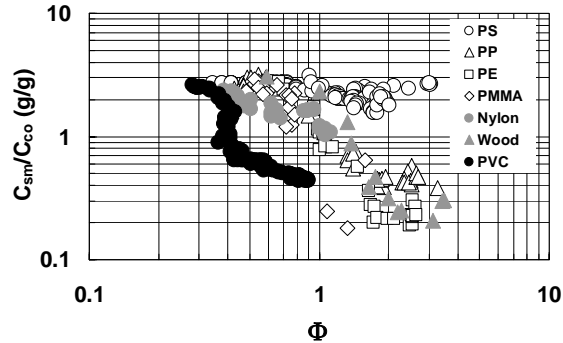 10
PS
PP
PE
PMMA
Nylon
Wood
PVC
1
0.1
Csm/Cco (g/g)
0.1
1
10
Φ